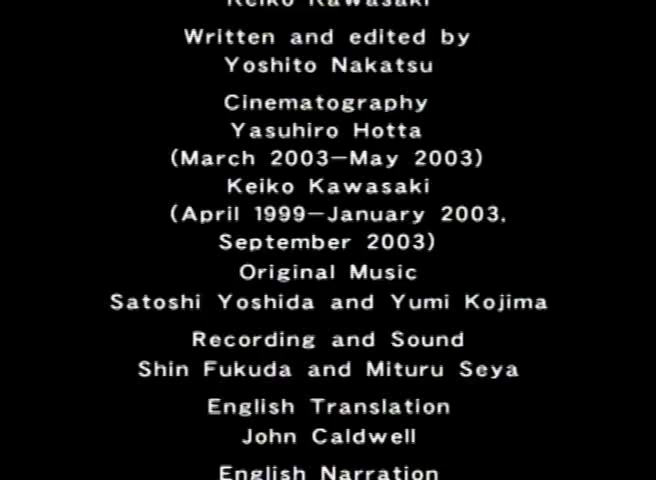 Keiko Kawasaki
Written and edited by
Yoshito Nakatsu
Cinematography
Yasuhiro Hotta
(March 2003—May 2003)
Keiko Kawasaki
(April 1999—January 2003,
September 2003)
Original Music
Satoshi Yoshida and Yumi Kojima
Recording and Sound
Shin Fukuda and Mituru Seya
English Translation
John Caldwell
English Narration